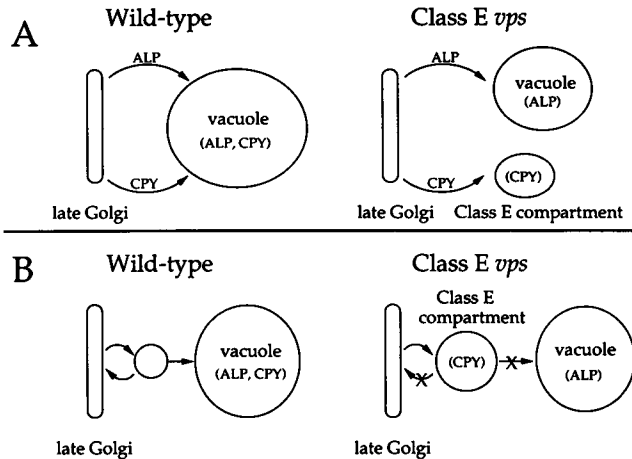 A
Wild-type
ALP
vacuole
(ALP, CPY)
CPY
late Golgi
Class E vps
ALP
vacuole
(ALP)
CPY
(CPY)
late Golgi
Class E compartment
B
Wild-type
vacuole
(ALP, CPY)
late Golgi
Class E vps
Class E
compartment
(CPY)
X
X
vacuole
(ALP)
late Golgi